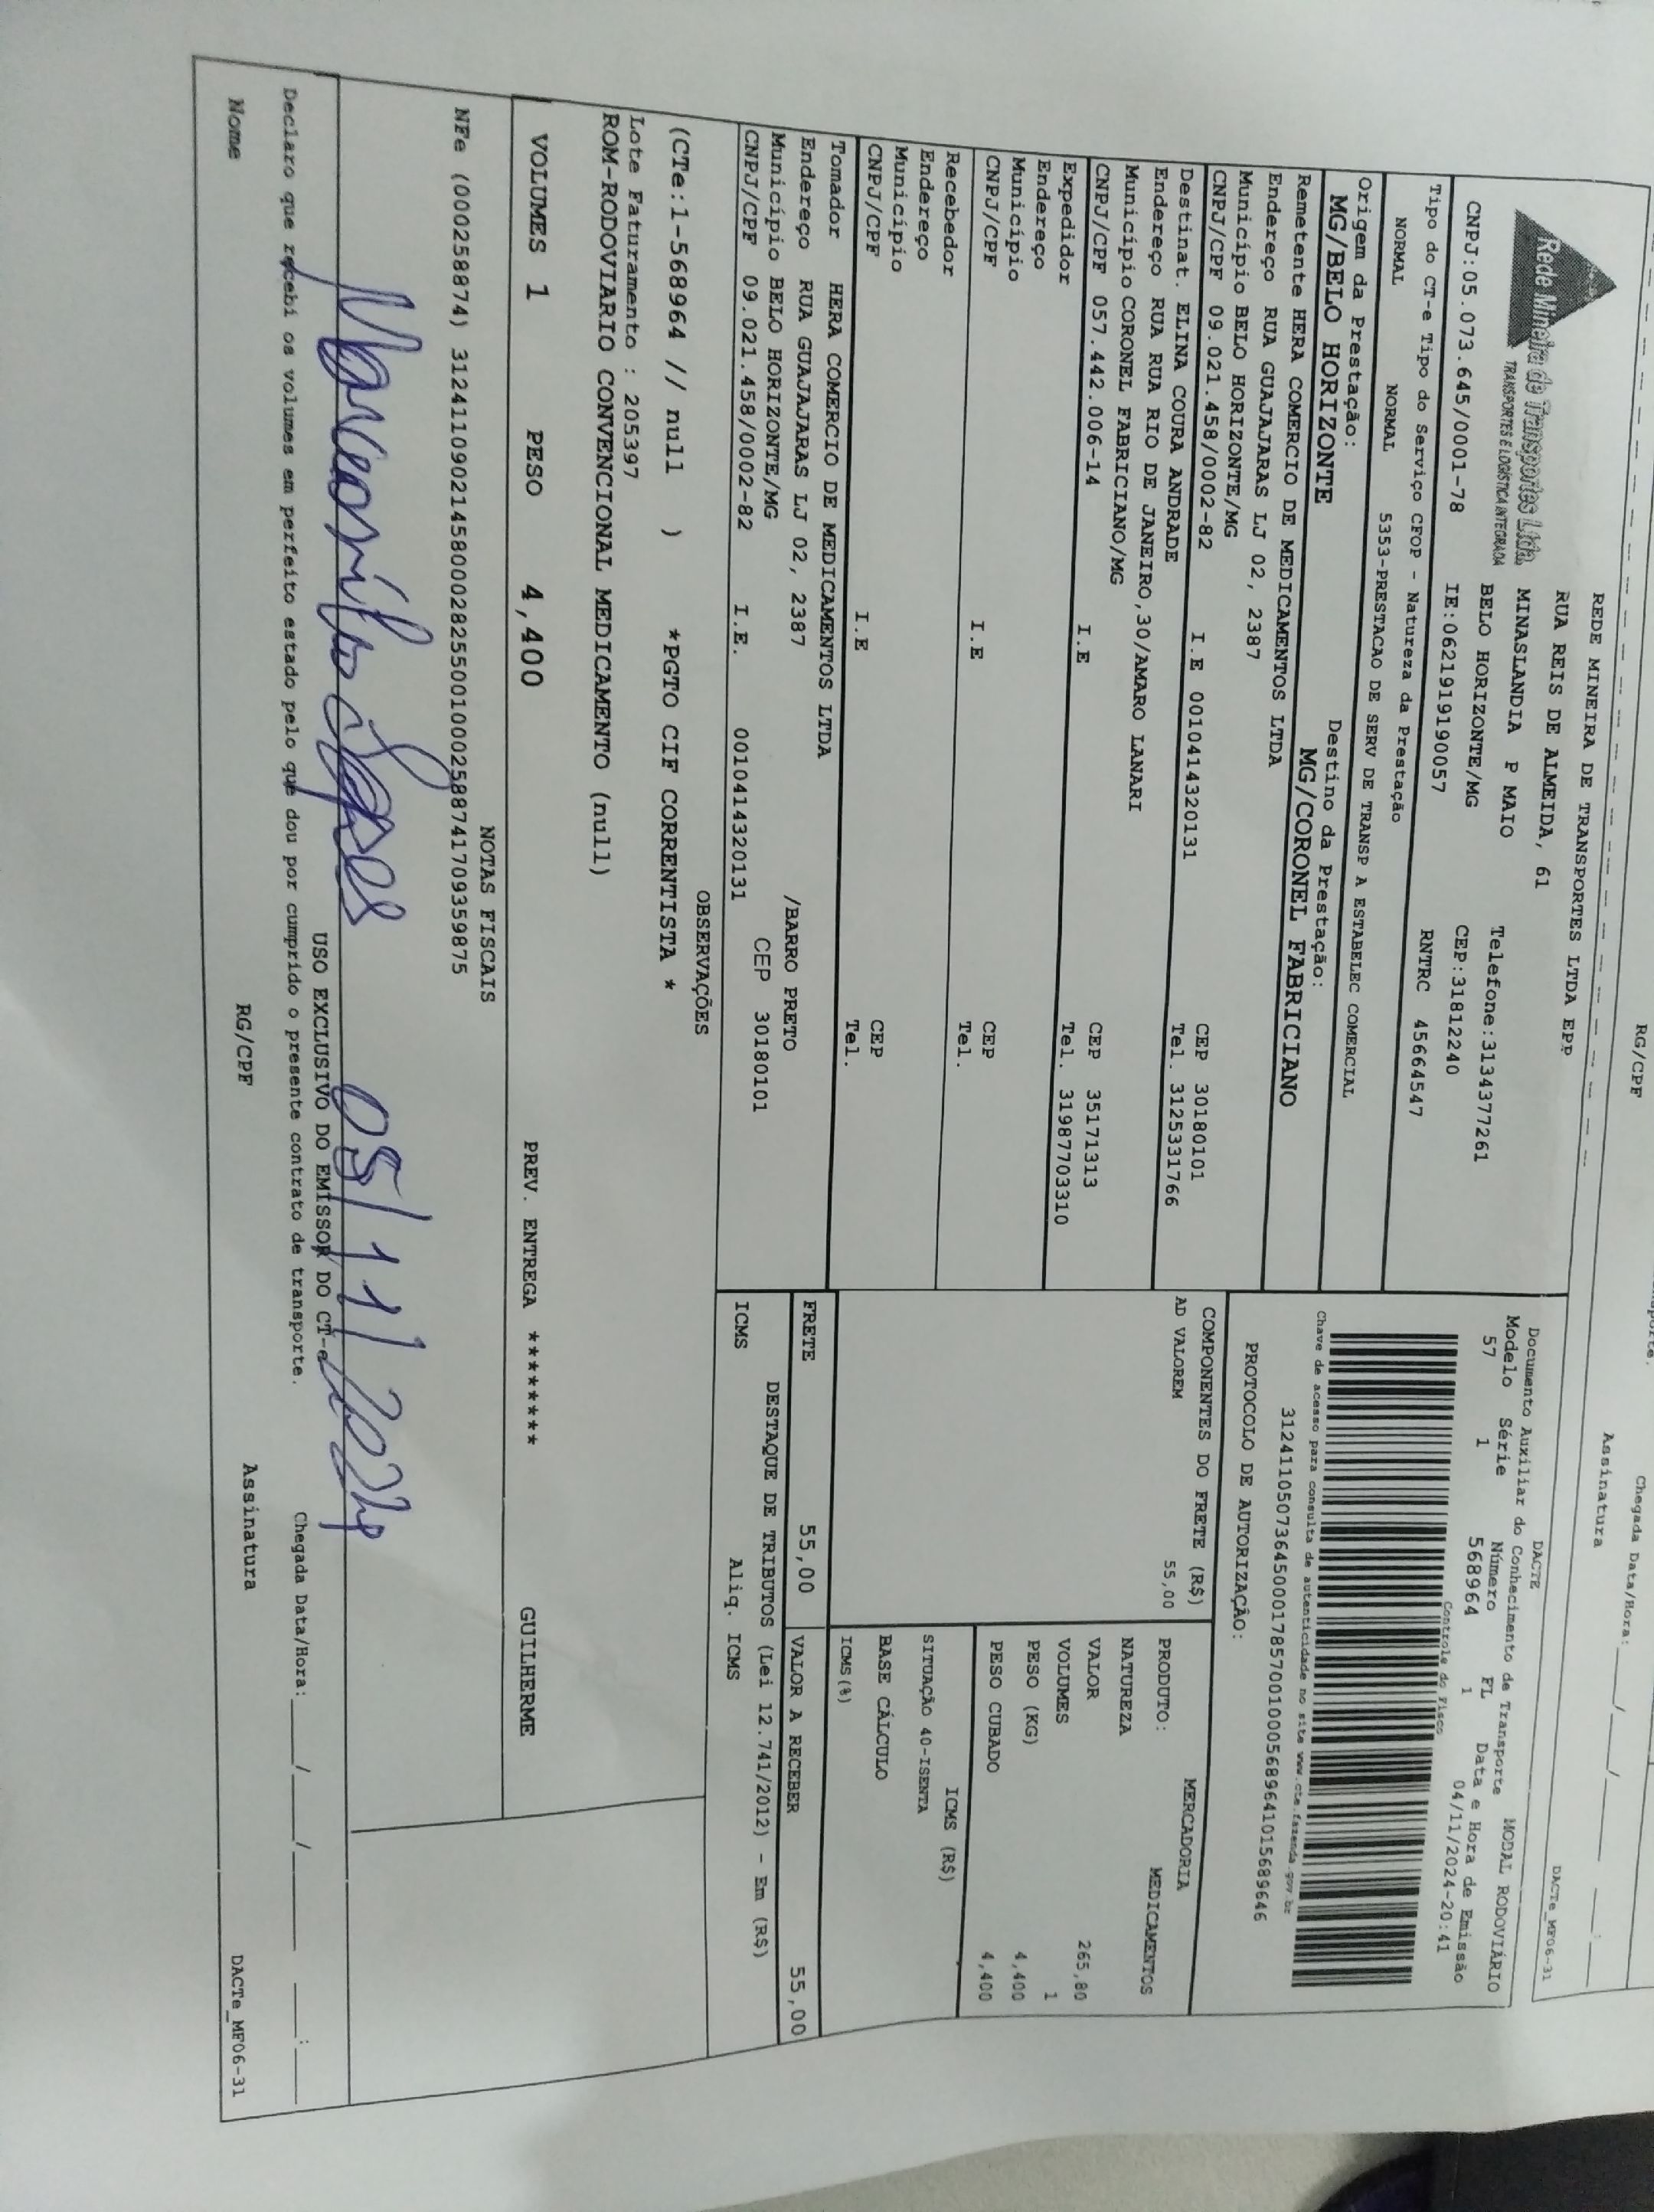 RG/CPF
Assinatura
Chegada Data/Hora: ____/____/______ ____:____
DACTe_MF06-31
Rede Mineira de Transportes Ltda.
TRANSPORTES E LOGÍSTICA INTEGRADA
REDE MINEIRA DE TRANSPORTES LTDA EPP
RUA REIS DE ALMEIDA, 61
MINASLANDIA P MAIO
BELO HORIZONTE/MG
Telefone:3134377261
CEP:31812240
CNPJ:05.073.645/0001-78
IE:0621919190057
RNTRC 45664547
DACTE
Documento Auxiliar do Conhecimento de Transporte
MODAL RODOVIÁRIO
Modelo Série Número FL Data e Hora de Emissão
57 1 568964 1 04/11/2024-20:41
Controle do Fisco
Tipo do CT-e Tipo do Serviço CFOP - Natureza da Prestação
NORMAL NORMAL 5353-PRESTACAO DE SERV DE TRANSP A ESTABELEC COMERCIAL
Chave de acesso para consulta de autenticidade no site www.cte.fazenda.gov.br
31241105073645000178570010005689641015689646
PROTOCOLO DE AUTORIZAÇÃO:
Origem da Prestação: Destino da Prestação:
MG/BELO HORIZONTE MG/CORONEL FABRICIANO
Remetente HERA COMERCIO DE MEDICAMENTOS LTDA
Endereço RUA GUAJAJARAS LJ 02, 2387
Município BELO HORIZONTE/MG CEP 30180101
CNPJ/CPF 09.021.458/0002-82 I.E 0010414320131 Tel. 3125331766
Destinat. ELINA COURA ANDRADE
Endereço RUA RUA RIO DE JANEIRO,30/AMARO LANARI
Município CORONEL FABRICIANO/MG CEP 35171313
CNPJ/CPF 057.442.006-14 I.E Tel. 31987703310
Expedidor
Endereço
Município CEP
CNPJ/CPF I.E Tel.
Recebedor
Endereço
Município CEP
CNPJ/CPF I.E Tel.
Tomador HERA COMERCIO DE MEDICAMENTOS LTDA
Endereço RUA GUAJAJARAS LJ 02, 2387 /BARRO PRETO
Município BELO HORIZONTE/MG CEP 30180101
CNPJ/CPF 09.021.458/0002-82 I.E. 0010414320131
COMPONENTES DO FRETE (R$)
AD VALOREM 55,00
MERCADORIA
PRODUTO: MEDICAMENTOS
NATUREZA
VALOR 265,80
VOLUMES 1
PESO (KG) 4,400
PESO CUBADO 4,400
ICMS (R$)
SITUAÇÃO 40-ISENTA
BASE CÁLCULO
ICMS(%)
FRETE 55,00 VALOR A RECEBER 55,00
DESTAQUE DE TRIBUTOS (Lei 12.741/2012) - Em (R$)
ICMS Aliq. ICMS
OBSERVAÇÕES
(CTe:1-568964 // null ) *PGTO CIF CORRENTISTA *
Lote Faturamento : 205397
ROM-RODOVIARIO CONVENCIONAL MEDICAMENTO (null)
VOLUMES 1 PESO 4,400 PREV. ENTREGA ******** GUILHERME
NOTAS FISCAIS
NFe (000258874) 31241109021458000282550010002588741709359875
Lopes 05/11/2024
USO EXCLUSIVO DO EMISSOR DO CT-e
Declaro que recebi os volumes em perfeito estado pelo que dou por cumprido o presente contrato de transporte. Chegada Data/Hora: ____/____/______ ____:____
Nome RG/CPF Assinatura DACTe_MF06-31